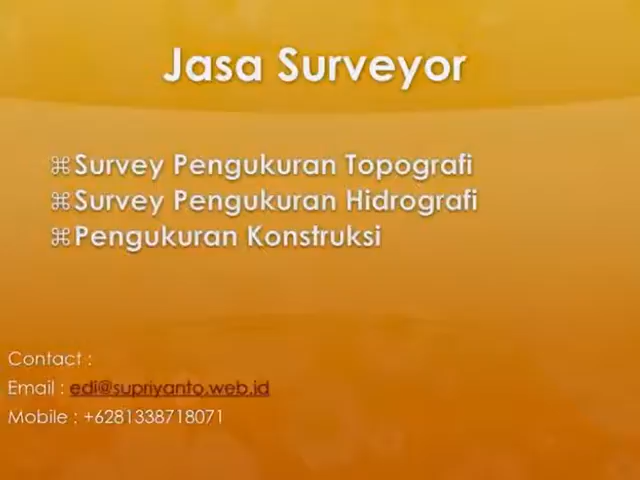 Jasa Surveyor
⌘Survey Pengukuran Topografi
⌘Survey Pengukuran Hidrografi
⌘Pengukuran Konstruksi
Contact :
Email : edi@supriyanto.web.id
Mobile : +6281338718071